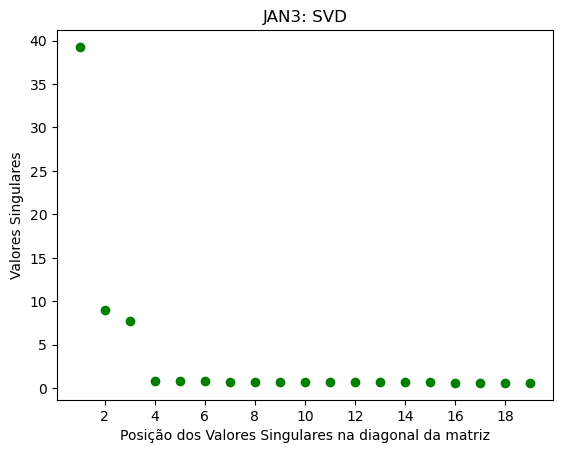 JAN3: SVD
Valores Singulares
40
35
30
25
20
15
10
5
0
2 4 6 8 10 12 14 16 18
Posição dos Valores Singulares na diagonal da matriz